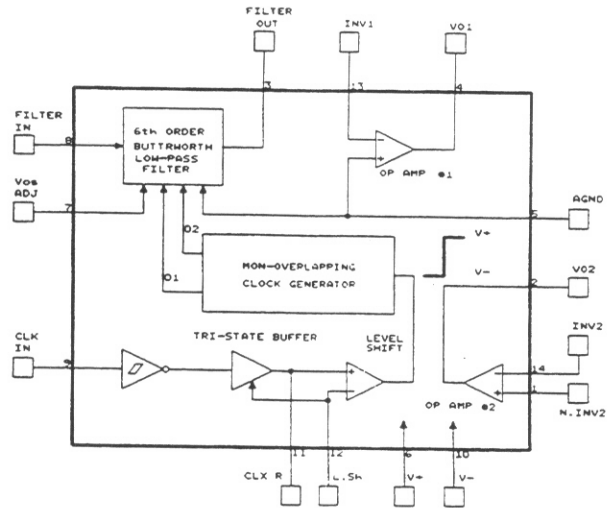 FILTER
OUT
INV1
VO1
3
13
4
FILTER
IN
8
6th ORDER
BUTTRWORTH
LOW-PASS
FILTER
-
+
OP AMP #1
Vos
ADJ
7
5
AGND
O2
O1
MON-OVERLAPPING
CLOCK GENERATOR
V+
V-
2
VO2
CLK
IN
9
TRI-STATE BUFFER
LEVEL
SHIFT
+
-
INV2
14
-
+
1
N.INV2
OP AMP #2
11
12
6
10
CLX R
L.Sh
V+
V-